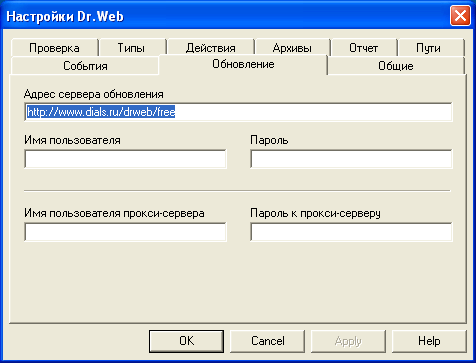 Настройки Dr.Web
Проверка Типы Действия Архивы Отчет Пути
События Обновление Общие
Адрес сервера обновления
http://www.dials.ru/drweb/free
Имя пользователя Пароль
Имя пользователя прокси-сервера Пароль к прокси-серверу
OK Cancel Apply Help